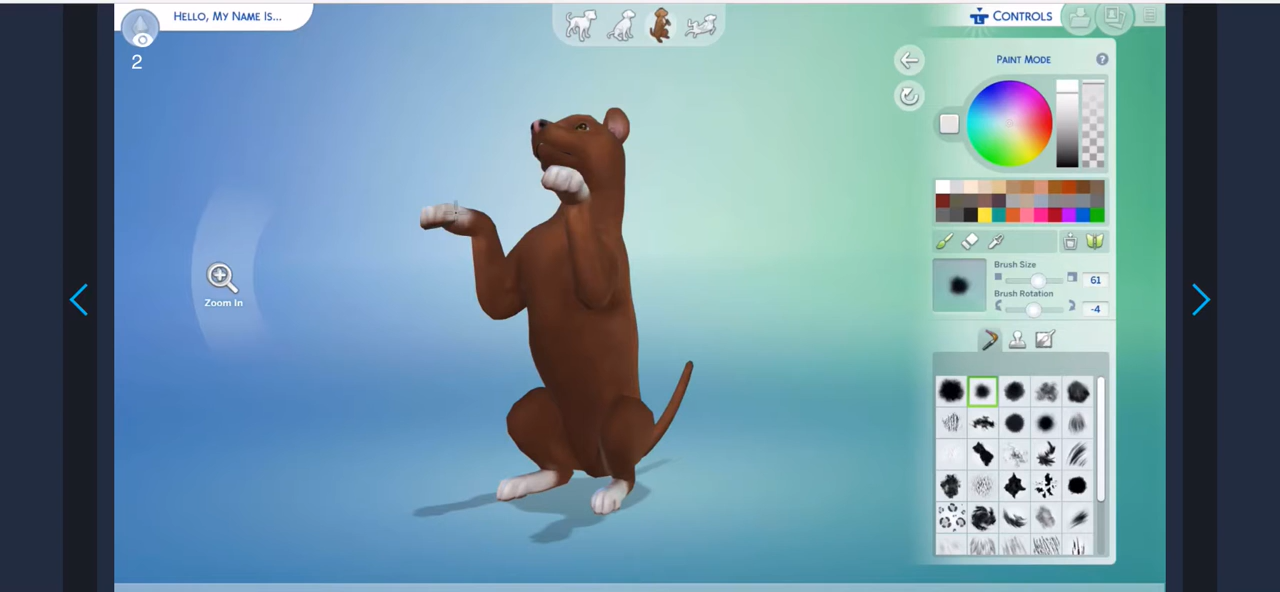 HELLO, MY NAME IS...
CONTROLS
2
PAINT MODE
?
Brush Size
61
Brush Rotation
-4
Zoom In